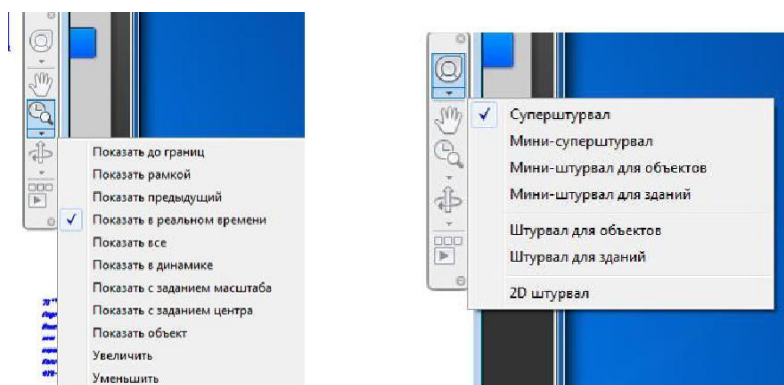 Показать до границ
Показать рамкой
Показать предыдущий
Показать в реальном времени
Показать все
Показать в динамике
Показать с заданием масштаба
Показать с заданием центра
Показать объект
Увеличить
Уменьшить
Суперштурвал
Мини-суперштурвал
Мини-штурвал для объектов
Мини-штурвал для зданий
Штурвал для объектов
Штурвал для зданий
2D штурвал